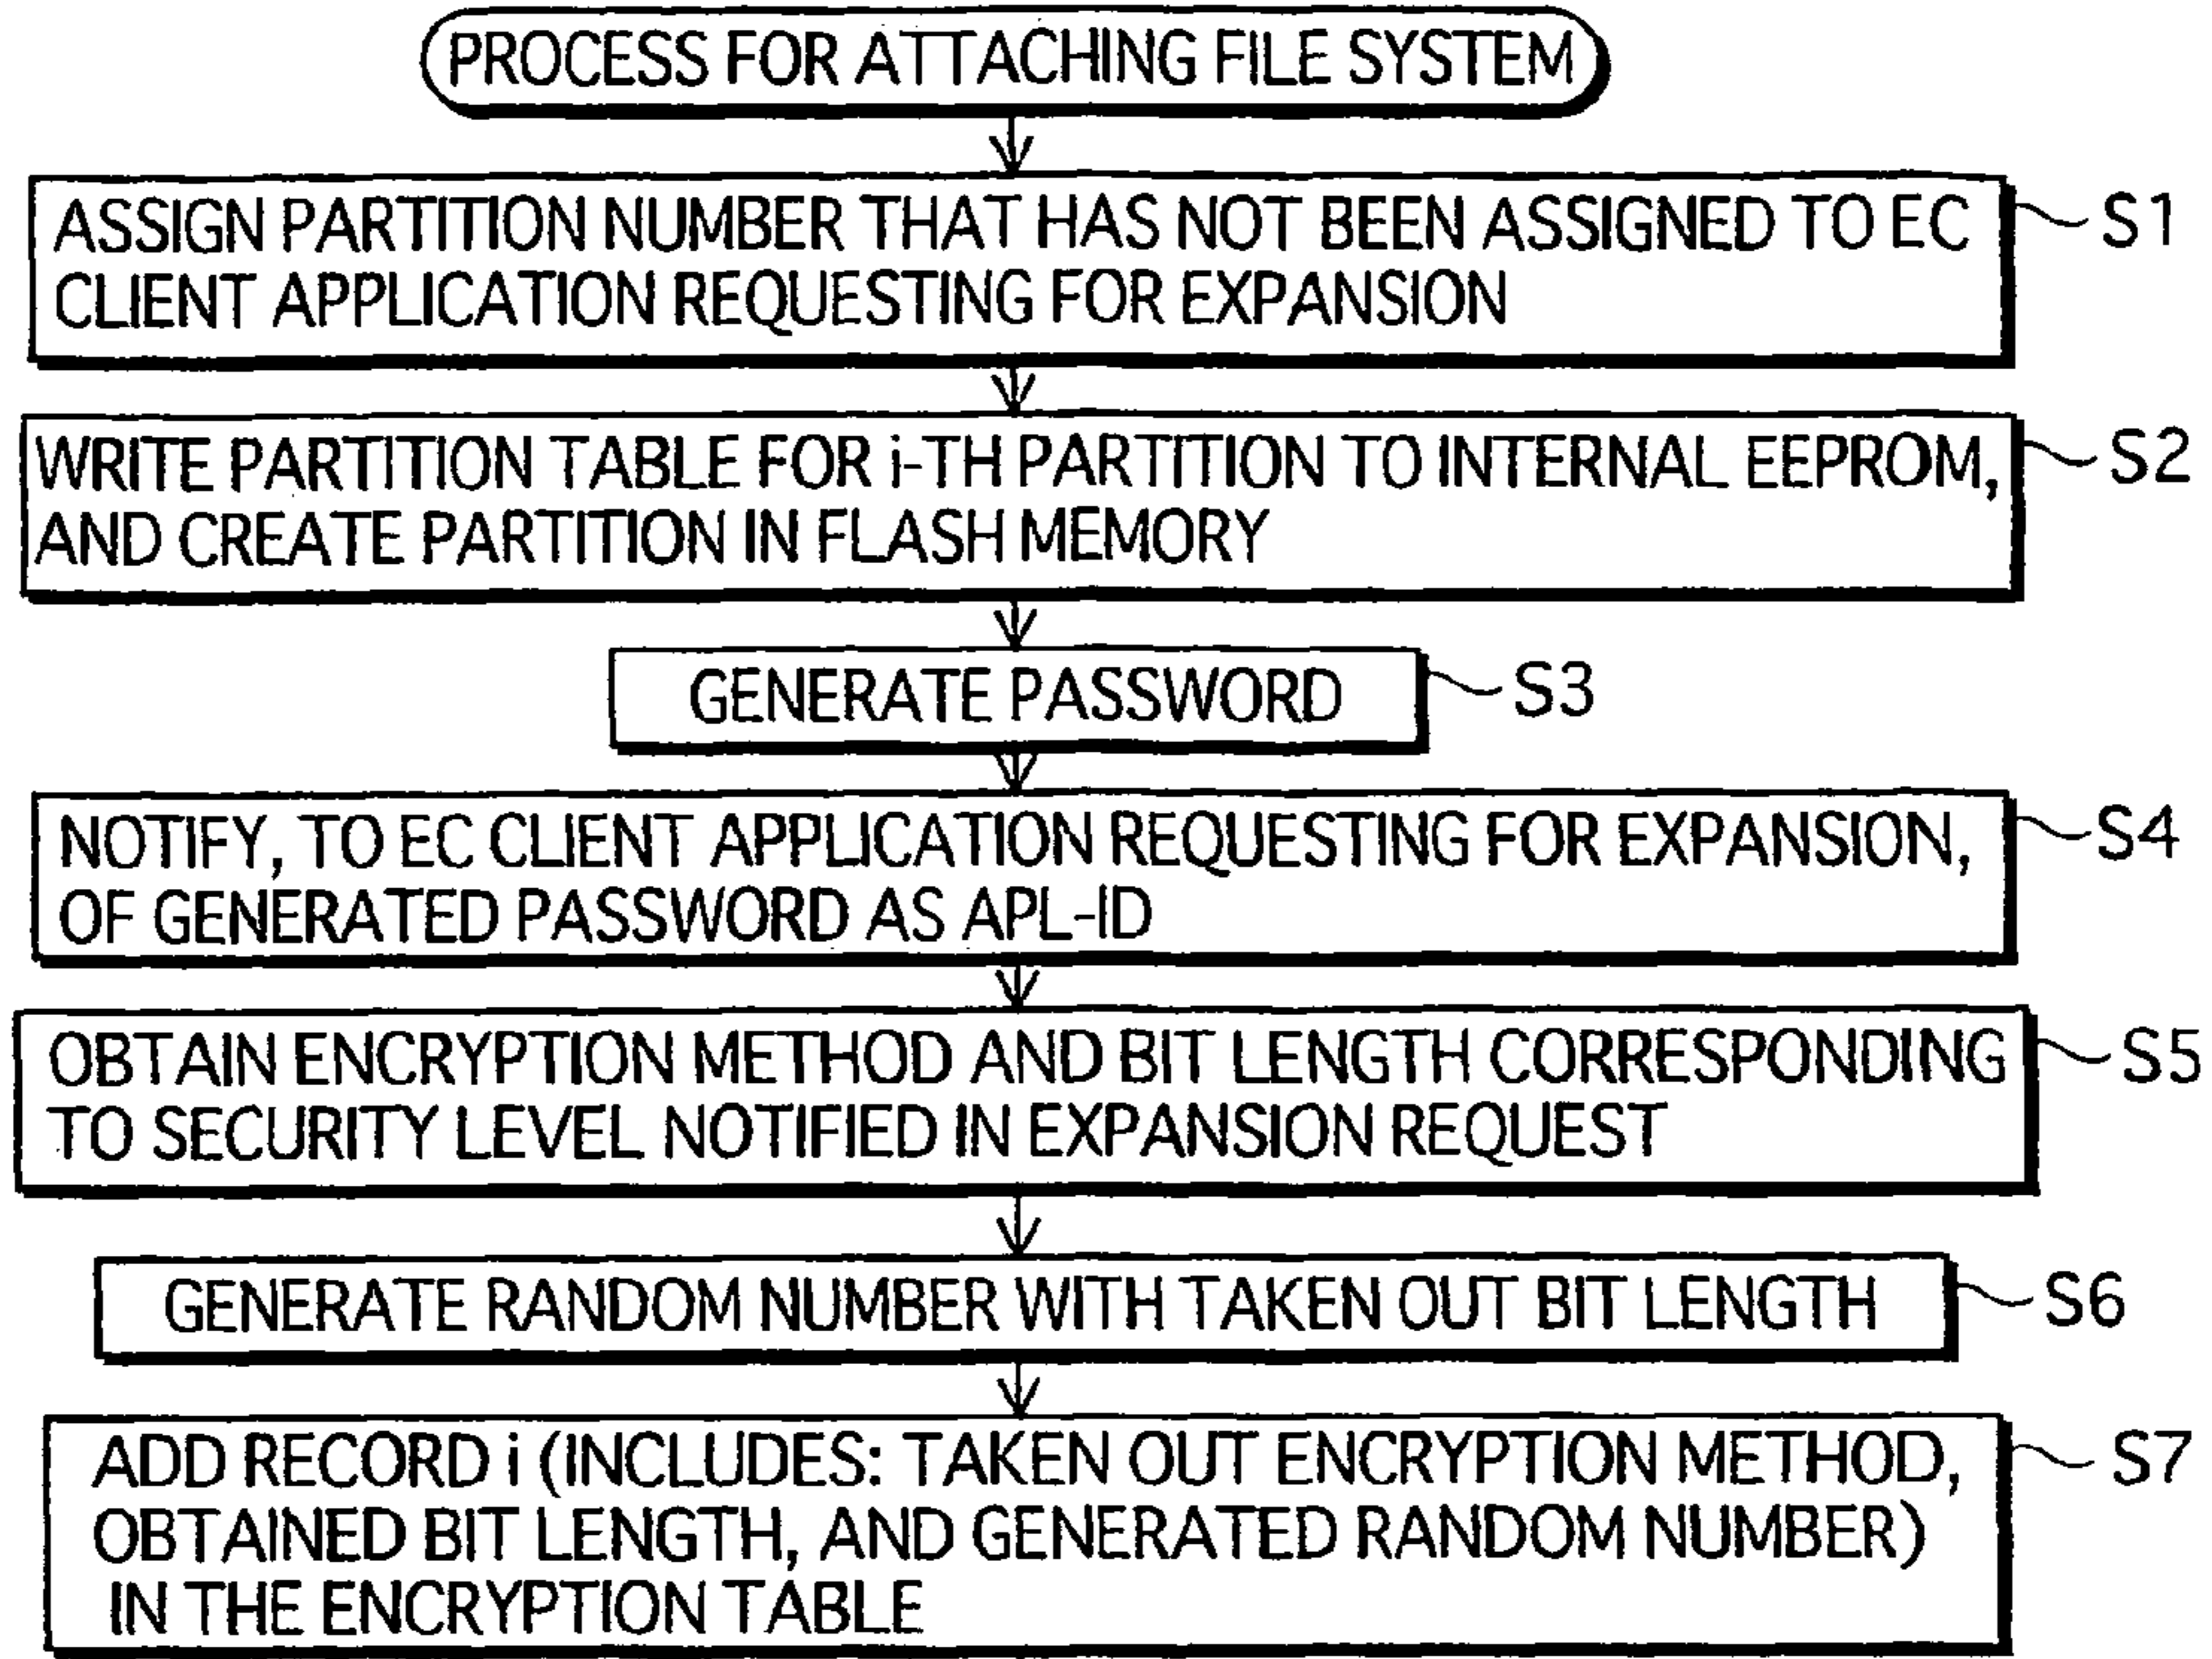 PROCESS FOR ATTACHING FILE SYSTEM
ASSIGN PARTITION NUMBER THAT HAS NOT BEEN ASSIGNED TO EC
CLIENT APPLICATION REQUESTING FOR EXPANSION
S1
WRITE PARTITION TABLE FOR i-TH PARTITION TO INTERNAL EEPROM,
AND CREATE PARTITION IN FLASH MEMORY
S2
GENERATE PASSWORD
S3
NOTIFY, TO EC CLIENT APPLICATION REQUESTING FOR EXPANSION,
OF GENERATED PASSWORD AS APL-ID
S4
OBTAIN ENCRYPTION METHOD AND BIT LENGTH CORRESPONDING
TO SECURITY LEVEL NOTIFIED IN EXPANSION REQUEST
S5
GENERATE RANDOM NUMBER WITH TAKEN OUT BIT LENGTH
S6
ADD RECORD i (INCLUDES: TAKEN OUT ENCRYPTION METHOD,
OBTAINED BIT LENGTH, AND GENERATED RANDOM NUMBER)
IN THE ENCRYPTION TABLE
S7